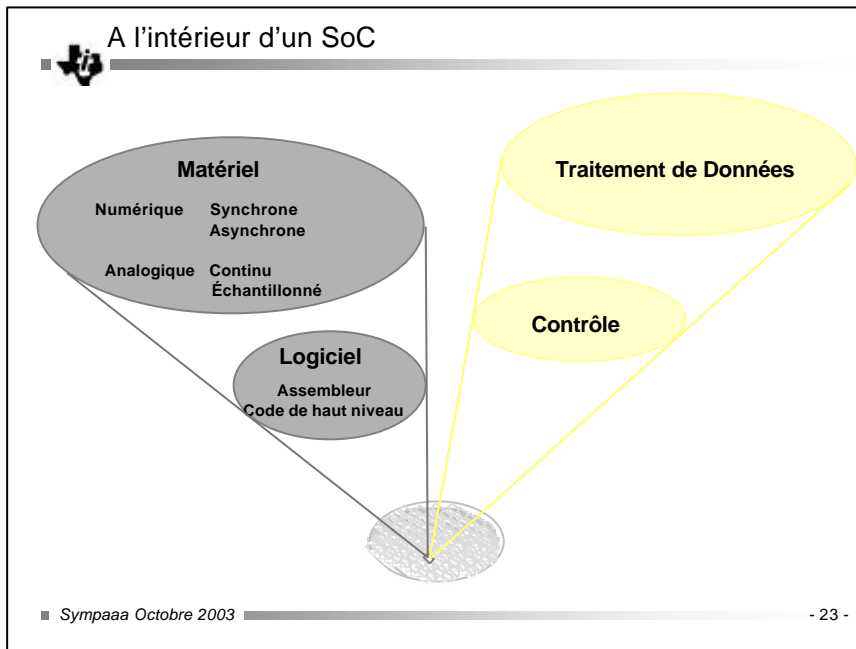 A l'intérieur d'un SoC
Matériel
Numérique Synchrone
Asynchrone
Analogique Continu
Échantillonné
Logiciel
Assembleur
Code de haut niveau
Traitement de Données
Contrôle
Sympaaa Octobre 2003
- 23 -